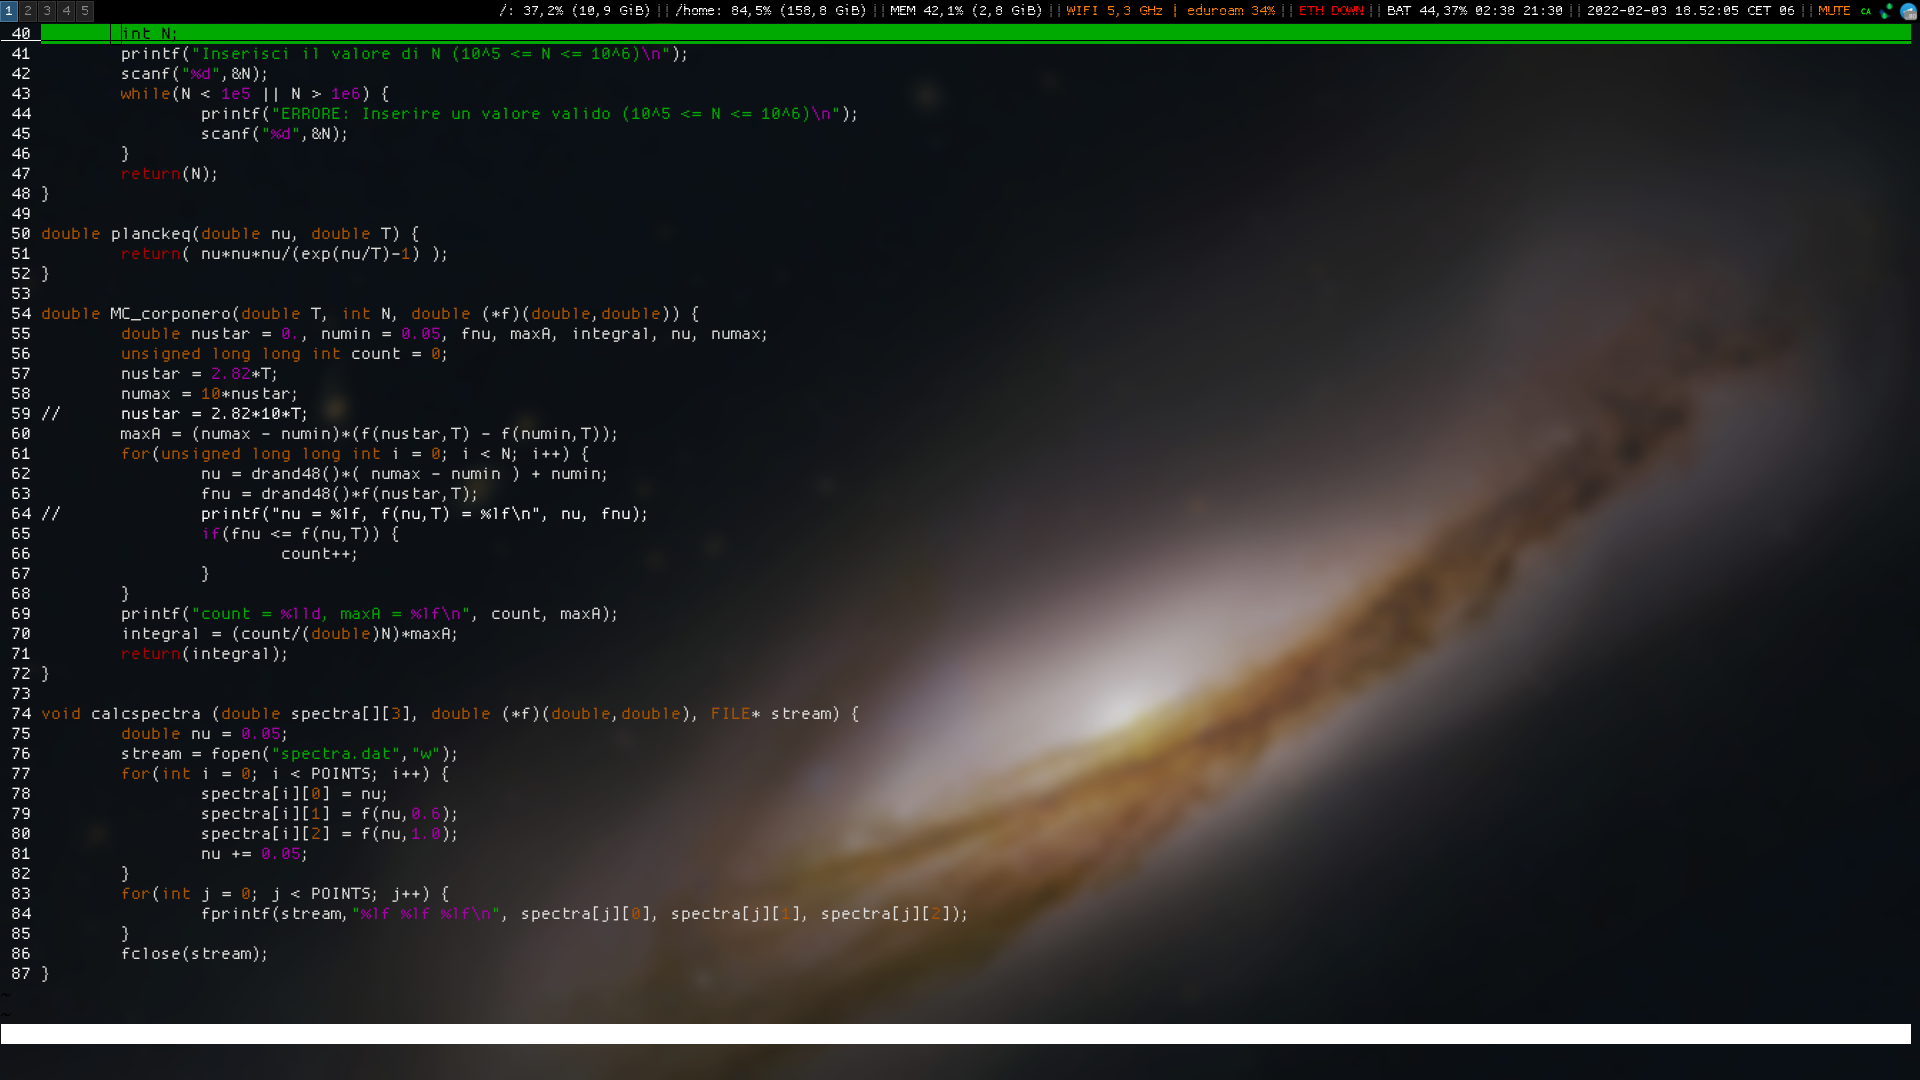 1 2 3 4 5 /: 37,2% (10,9 GiB) || /home: 84,5% (158,8 GiB) || MEM 42,1% (2,8 GiB) || WIFI 5,3 GHz | eduroam 34% || ETH DOWN || BAT 44,37% 02:38 21:30 || 2022-02-03 18.52:05 CET 06 || MUTE CA
40         int N;
41         printf("Inserisci il valore di N (10^5 <= N <= 10^6)\n");
42         scanf("%d",&N);
43         while(N < 1e5 || N > 1e6) {
44                 printf("ERRORE: Inserire un valore valido (10^5 <= N <= 10^6)\n");
45                 scanf("%d",&N);
46         }
47         return(N);
48 }
49
50 double planckeq(double nu, double T) {
51         return( nu*nu*nu/(exp(nu/T)-1) );
52 }
53
54 double MC_corponero(double T, int N, double (*f)(double,double)) {
55         double nustar = 0., numin = 0.05, fnu, maxA, integral, nu, numax;
56         unsigned long long int count = 0;
57         nustar = 2.82*T;
58         numax = 10*nustar;
59 //      nustar = 2.82*10*T;
60         maxA = (numax - numin)*(f(nustar,T) - f(numin,T));
61         for(unsigned long long int i = 0; i < N; i++) {
62                 nu = drand48()*( numax - numin ) + numin;
63                 fnu = drand48()*f(nustar,T);
64 //              printf("nu = %lf, f(nu,T) = %lf\n", nu, fnu);
65                 if(fnu <= f(nu,T)) {
66                         count++;
67                 }
68         }
69         printf("count = %lld, maxA = %lf\n", count, maxA);
70         integral = (count/(double)N)*maxA;
71         return(integral);
72 }
73
74 void calcspectra (double spectra[][3], double (*f)(double,double), FILE* stream) {
75         double nu = 0.05;
76         stream = fopen("spectra.dat","w");
77         for(int i = 0; i < POINTS; i++) {
78                 spectra[i][0] = nu;
79                 spectra[i][1] = f(nu,0.6);
80                 spectra[i][2] = f(nu,1.0);
81                 nu += 0.05;
82         }
83         for(int j = 0; j < POINTS; j++) {
84                 fprintf(stream,"%lf %lf %lf\n", spectra[j][0], spectra[j][1], spectra[j][2]);
85         }
86         fclose(stream);
87 }
~
~